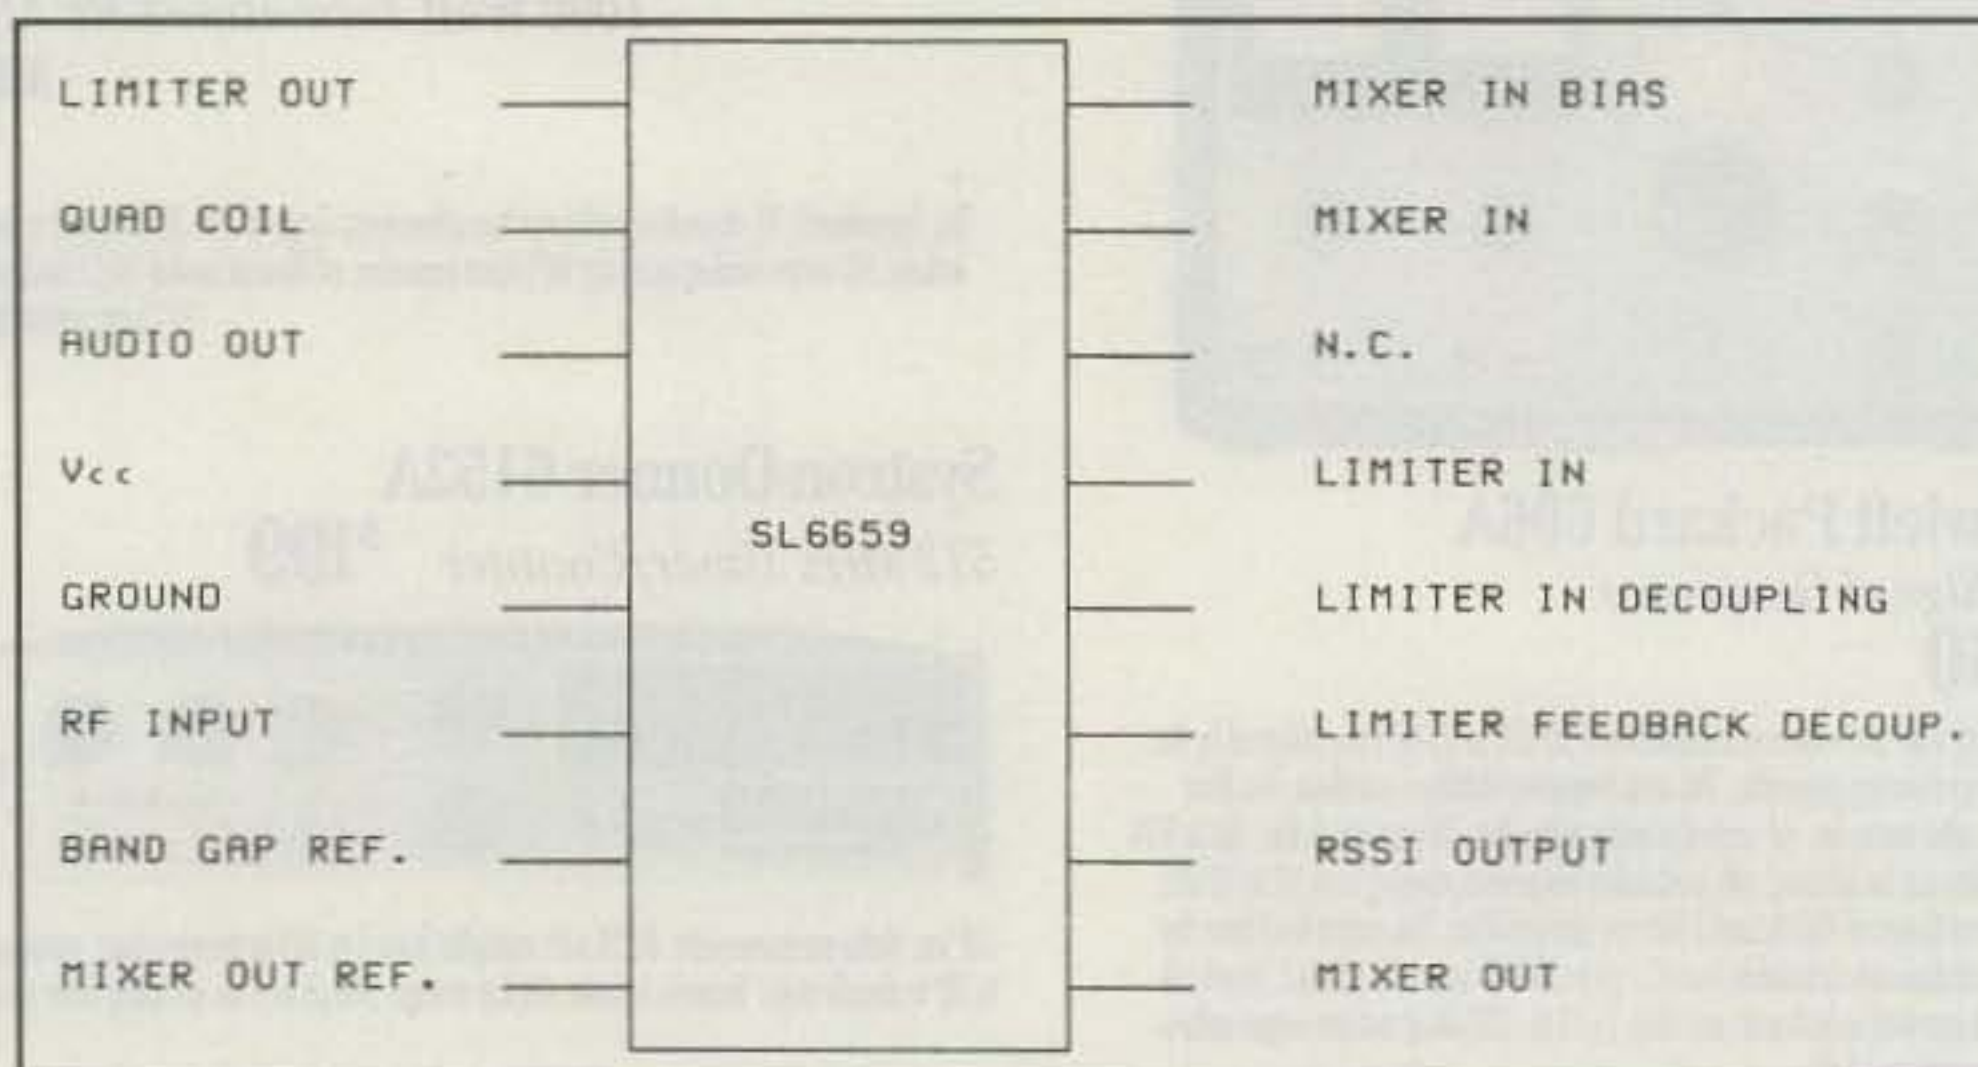 LIMITER OUT
MIXER IN BIAS
QUAD COIL
MIXER IN
AUDIO OUT
N.C.
Vcc
LIMITER IN
SL6659
GROUND
LIMITER IN DECOUPLING
RF INPUT
LIMITER FEEDBACK DECOUP.
BAND GAP REF.
RSSI OUTPUT
MIXER OUT REF.
MIXER OUT